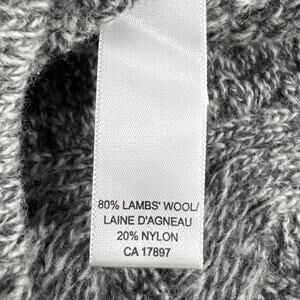 80% LAMBS' WOOL/
LAINE D'AGNEAU
20% NYLON
CA 17897